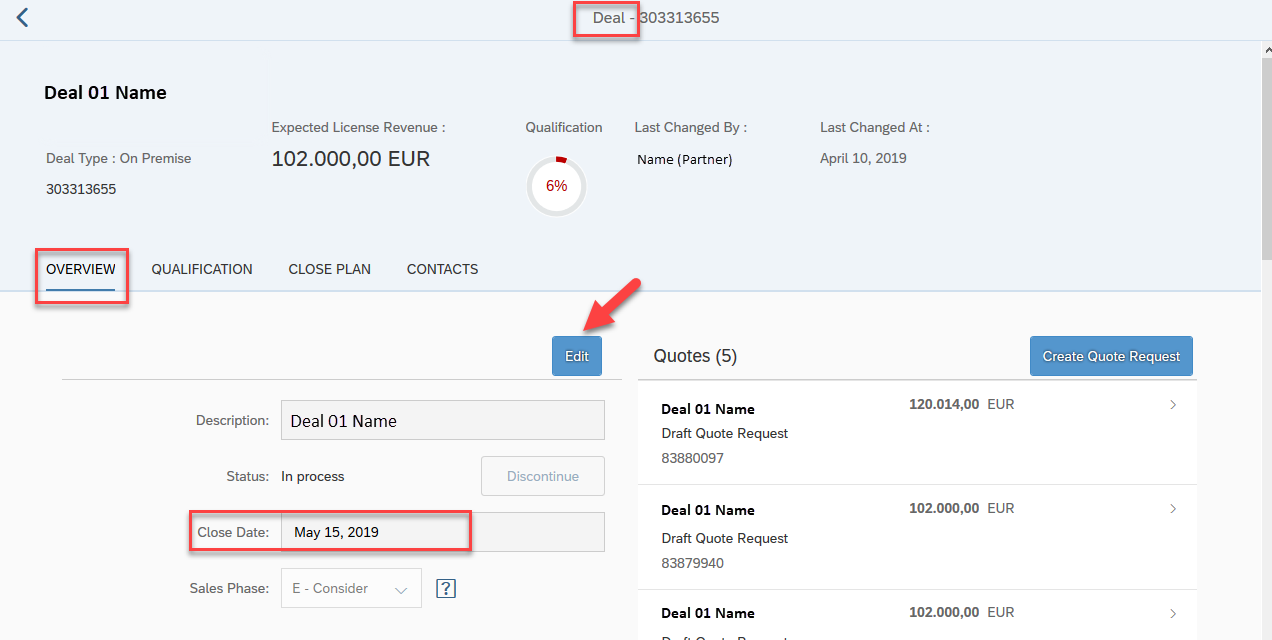 Deal - 303313655
Deal 01 Name
Expected License Revenue :
Qualification
Last Changed By :
Last Changed At :
Deal Type : On Premise
102.000,00 EUR
6%
Name (Partner)
April 10, 2019
303313655
OVERVIEW
QUALIFICATION
CLOSE PLAN
CONTACTS
Edit
Description:
Deal 01 Name
Status:
In process
Discontinue
Close Date:
May 15, 2019
Sales Phase:
E - Consider
?
Quotes (5)
Create Quote Request
Deal 01 Name
120.014,00 EUR
Draft Quote Request
83880097
Deal 01 Name
102.000,00 EUR
Draft Quote Request
83879940
Deal 01 Name
102.000,00 EUR